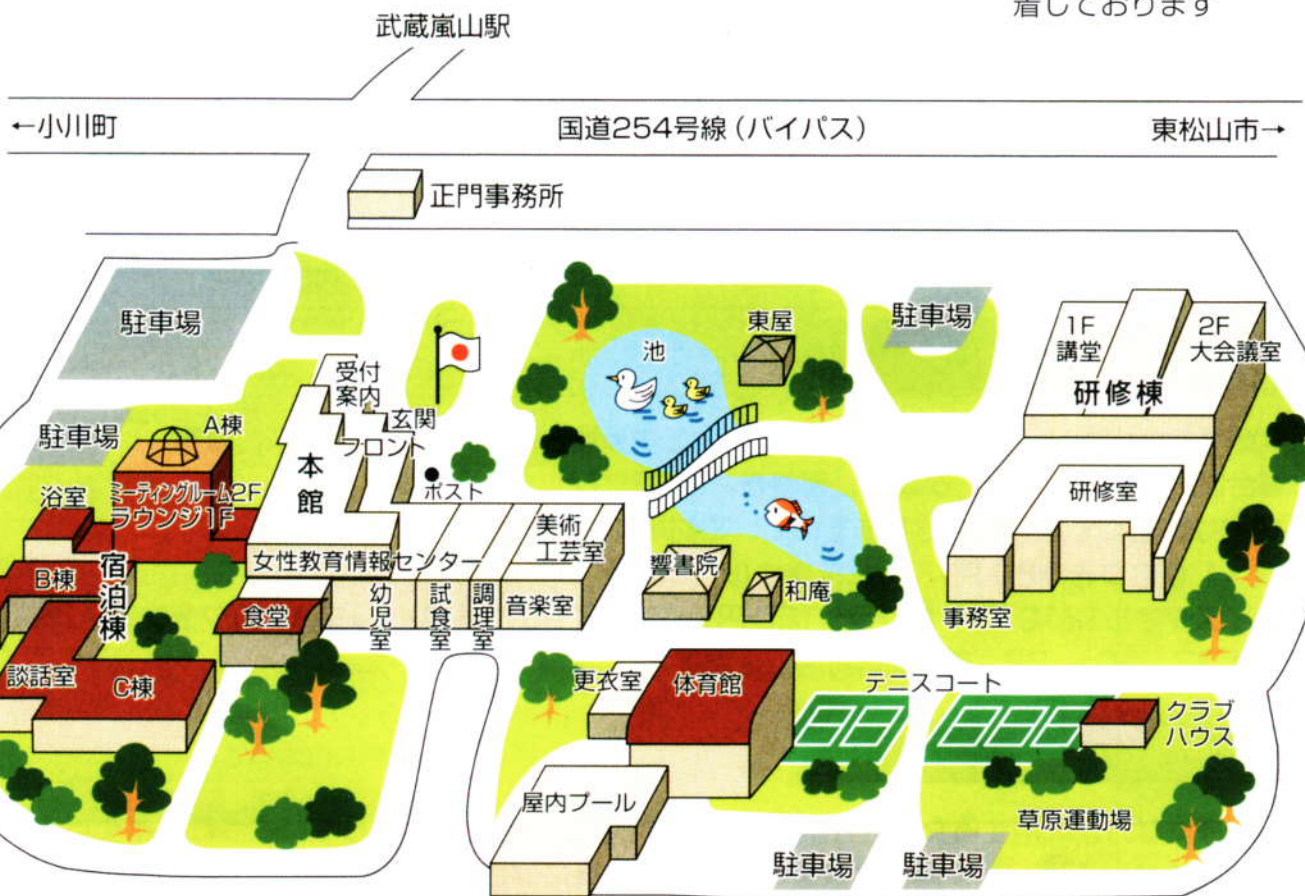 着しております
武蔵嵐山駅
←小川町
国道254号線(バイパス)
東松山市→
正門事務所
駐車場
駐車場
池
東屋
1F
講堂
2F
大会議室
研修棟
受付
案内
玄関
フロント
A棟
駐車場
本館
ポスト
浴室
ミーティングルーム2F
ラウンジ1F
研修室
美術
工芸室
女性教育情報センター
宿泊棟
B棟
響書院
和庵
幼児室
試食室
調理室
音楽室
食堂
事務室
談話室
C棟
更衣室
体育館
テニスコート
クラブ
ハウス
屋内プール
草原運動場
駐車場
駐車場